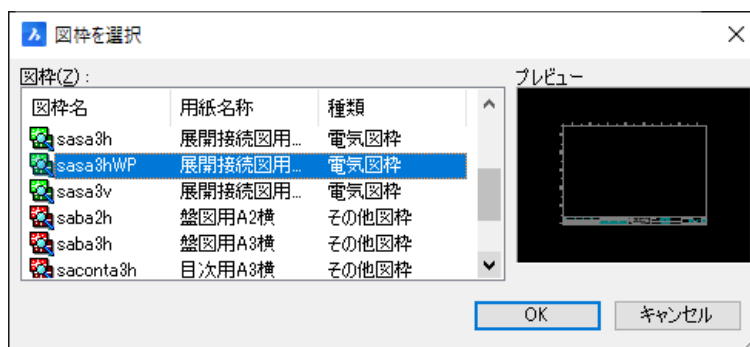 図枠を選択
図枠(Z):
プレビュー
図枠名 用紙名称 種類
sasa3h 展開接続図用... 電気図枠
sasa3hWP 展開接続図用... 電気図枠
sasa3v 展開接続図用... 電気図枠
saba2h 盤図用A2横 その他図枠
saba3h 盤図用A3横 その他図枠
saconta3h 目次用A3横 その他図枠
OK キャンセル